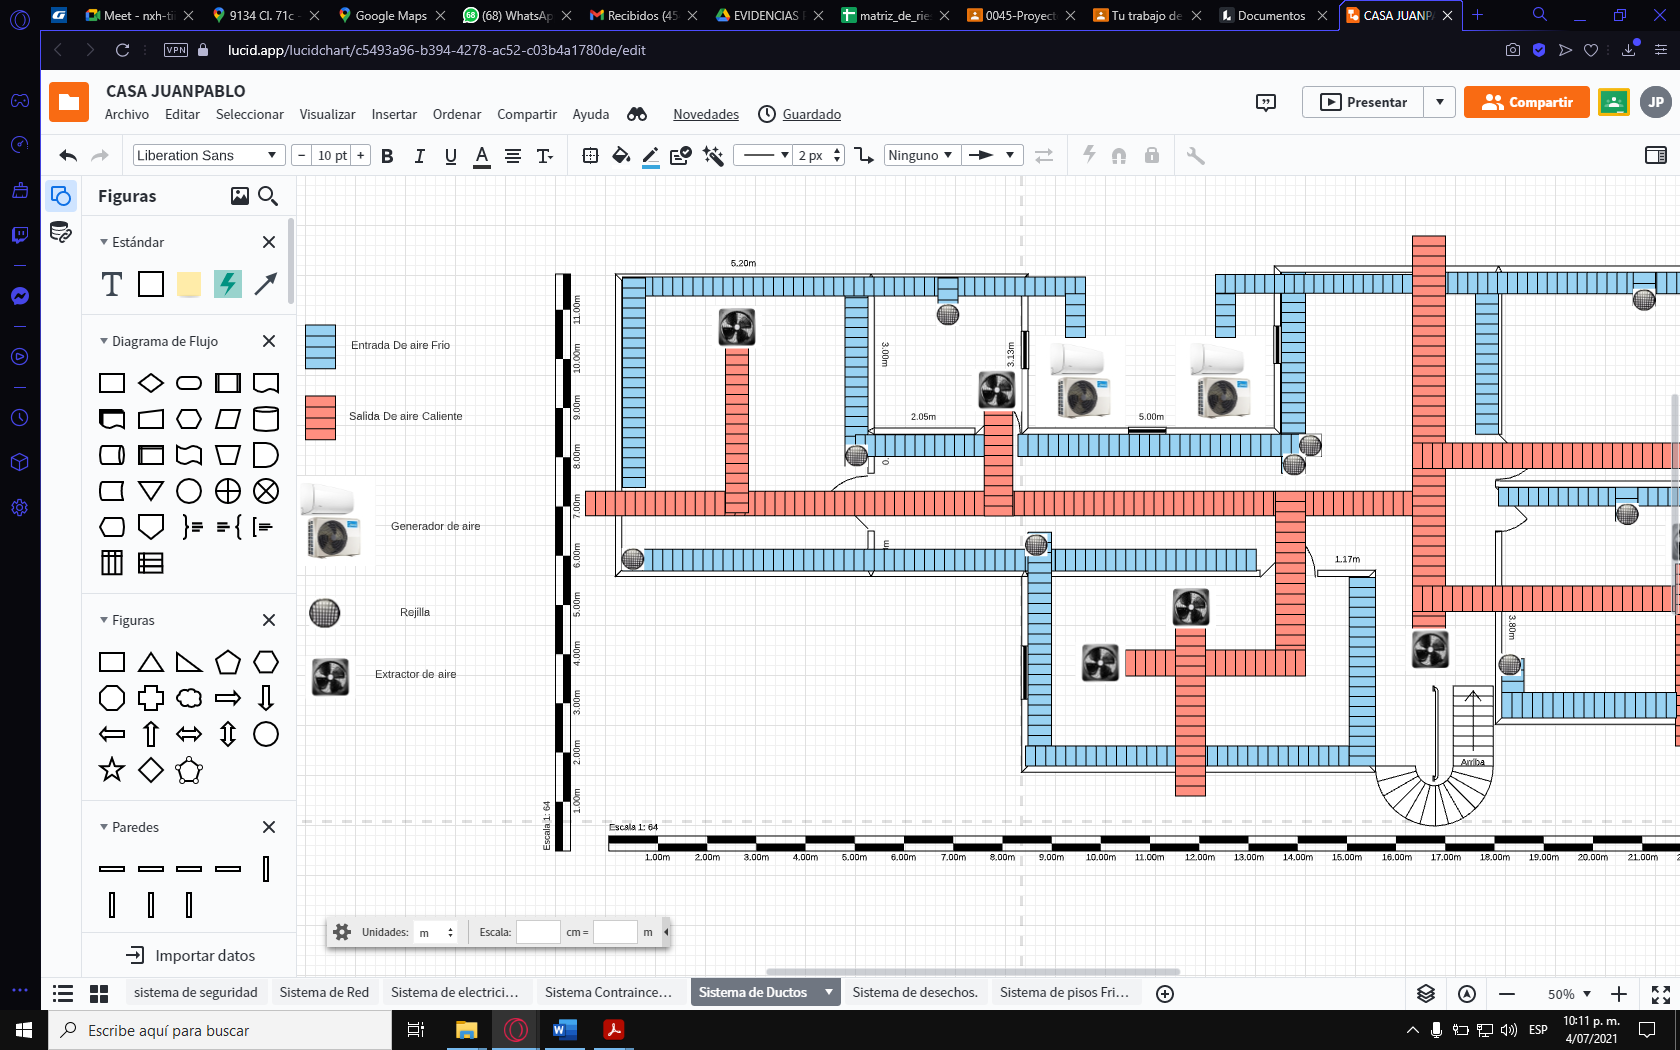 Meet - nxh-ti
9134 Cl. 71c -
Google Maps
(68) WhatsAp
Recibidos (45
EVIDENCIAS
matriz_de_rie
0045-Proyect
Tu trabajo de
Documentos
CASA JUANPA
VPN
lucid.app/lucidchart/c5493a96-b394-4278-ac52-c03b4a1780de/edit
CASA JUANPABLO
Archivo
Editar
Seleccionar
Visualizar
Insertar
Ordenar
Compartir
Ayuda
Novedades
Guardado
Presentar
Compartir
JP
Liberation Sans
10 pt
B
I
U
A
T
2 px
Ninguno
Figuras
Estándar
T
Diagrama de Flujo
Figuras
Paredes
Importar datos
Entrada De aire Frio
Salida De aire Caliente
Generador de aire
Rejilla
Extractor de aire
11.00m
10.00m
9.00m
8.00m
7.00m
6.00m
5.00m
4.00m
3.00m
2.00m
1.00m
Escala 1: 64
5.20m
3.00m
3.13m
2.05m
5.00m
0.
1.17m
3.80m
Arriba
Escala 1: 64
1.00m
2.00m
3.00m
4.00m
5.00m
6.00m
7.00m
8.00m
9.00m
10.00m
11.00m
12.00m
13.00m
14.00m
15.00m
16.00m
17.00m
18.00m
19.00m
20.00m
21.00m
Unidades: m
Escala:
cm =
m
sistema de seguridad
Sistema de Red
Sistema de electrici...
Sistema Contraince...
Sistema de Ductos
Sistema de desechos.
Sistema de pisos Fri...
50%
Escribe aquí para buscar
ESP
10:11 p. m.
4/07/2021